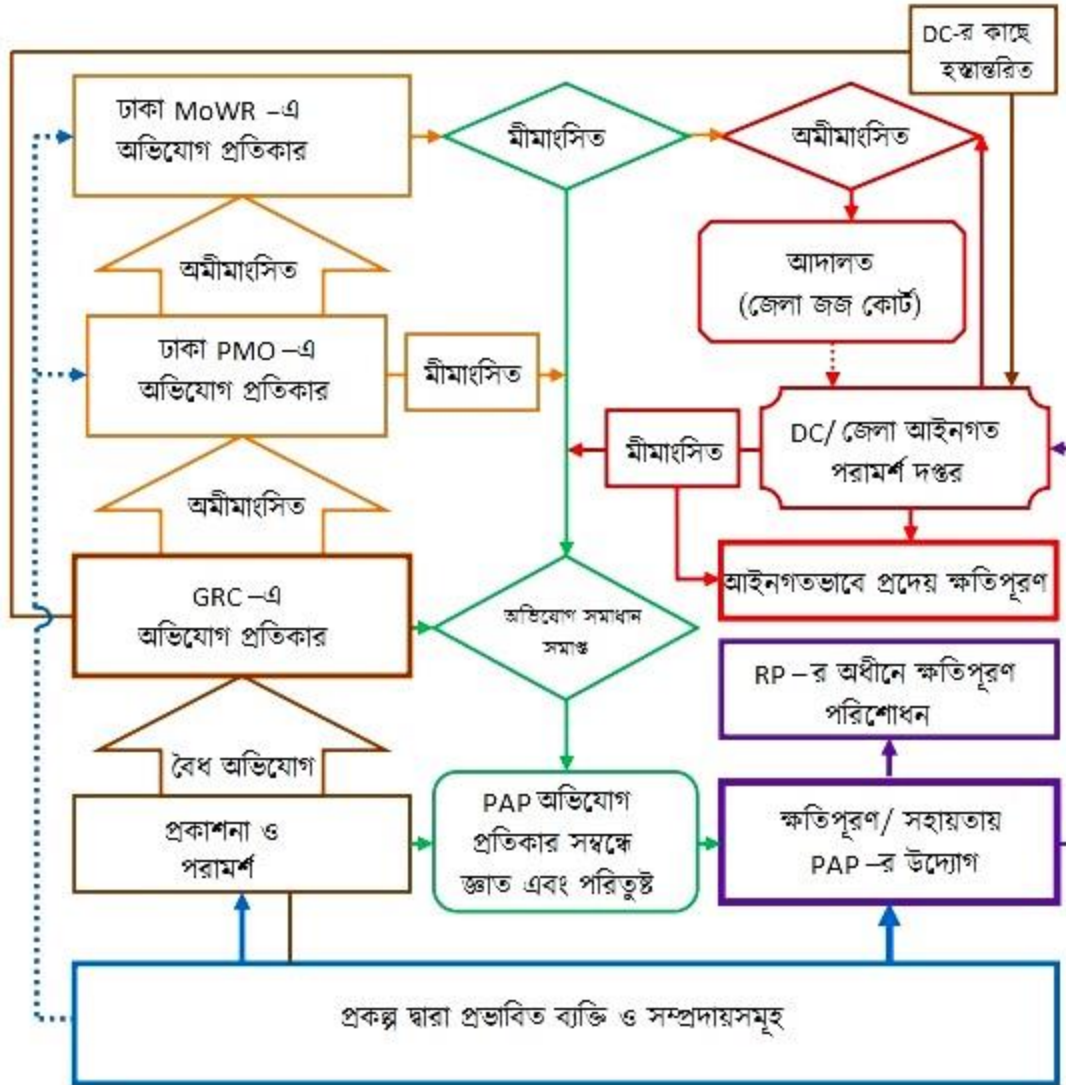 DC-র কাছে
হস্তান্তরিত
ঢাকা MoWR –এ
অভিযোগ প্রতিকার
মীমাংসিত
অমীমাংসিত
অমীমাংসিত
আদালত
(জেলা জজ কোর্ট)
ঢাকা PMO –এ
অভিযোগ প্রতিকার
মীমাংসিত
মীমাংসিত
DC/ জেলা আইনগত
পরামর্শ দপ্তর
অমীমাংসিত
আইনগতভাবে প্রদেয় ক্ষতিপূরণ
GRC –এ
অভিযোগ প্রতিকার
অভিযোগ সমাধান
সমাপ্ত
RP –র অধীনে ক্ষতিপূরণ
পরিশোধন
বৈধ অভিযোগ
প্রকাশনা ও
পরামর্শ
PAP অভিযোগ
প্রতিকার সম্বন্ধে
জ্ঞাত এবং পরিতুষ্ট
ক্ষতিপূরণ/ সহায়তায়
PAP –র উদ্যোগ
প্রকল্প দ্বারা প্রভাবিত ব্যক্তি ও সম্প্রদায়সমূহ